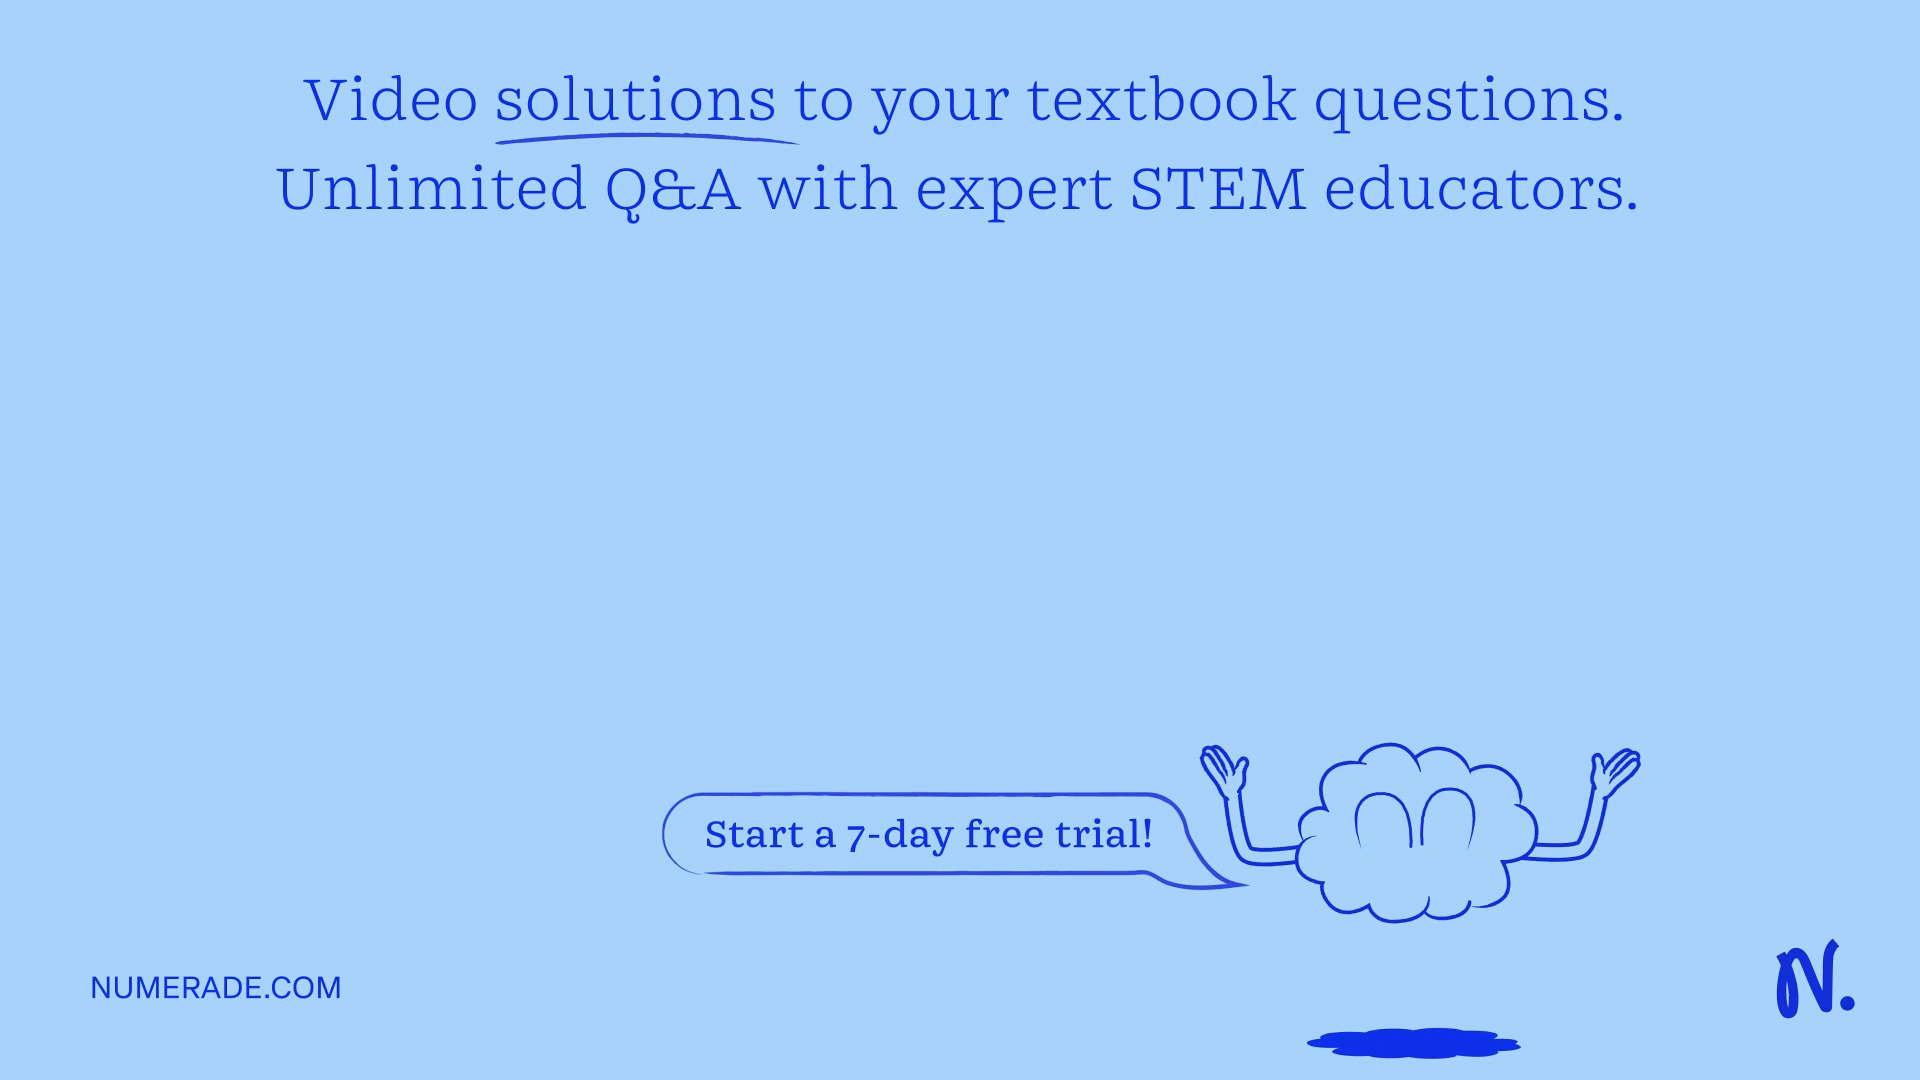 Video solutions to your textbook questions.
Unlimited Q&A with expert STEM educators.
Start a 7-day free trial!
NUMERADE.COM
N.